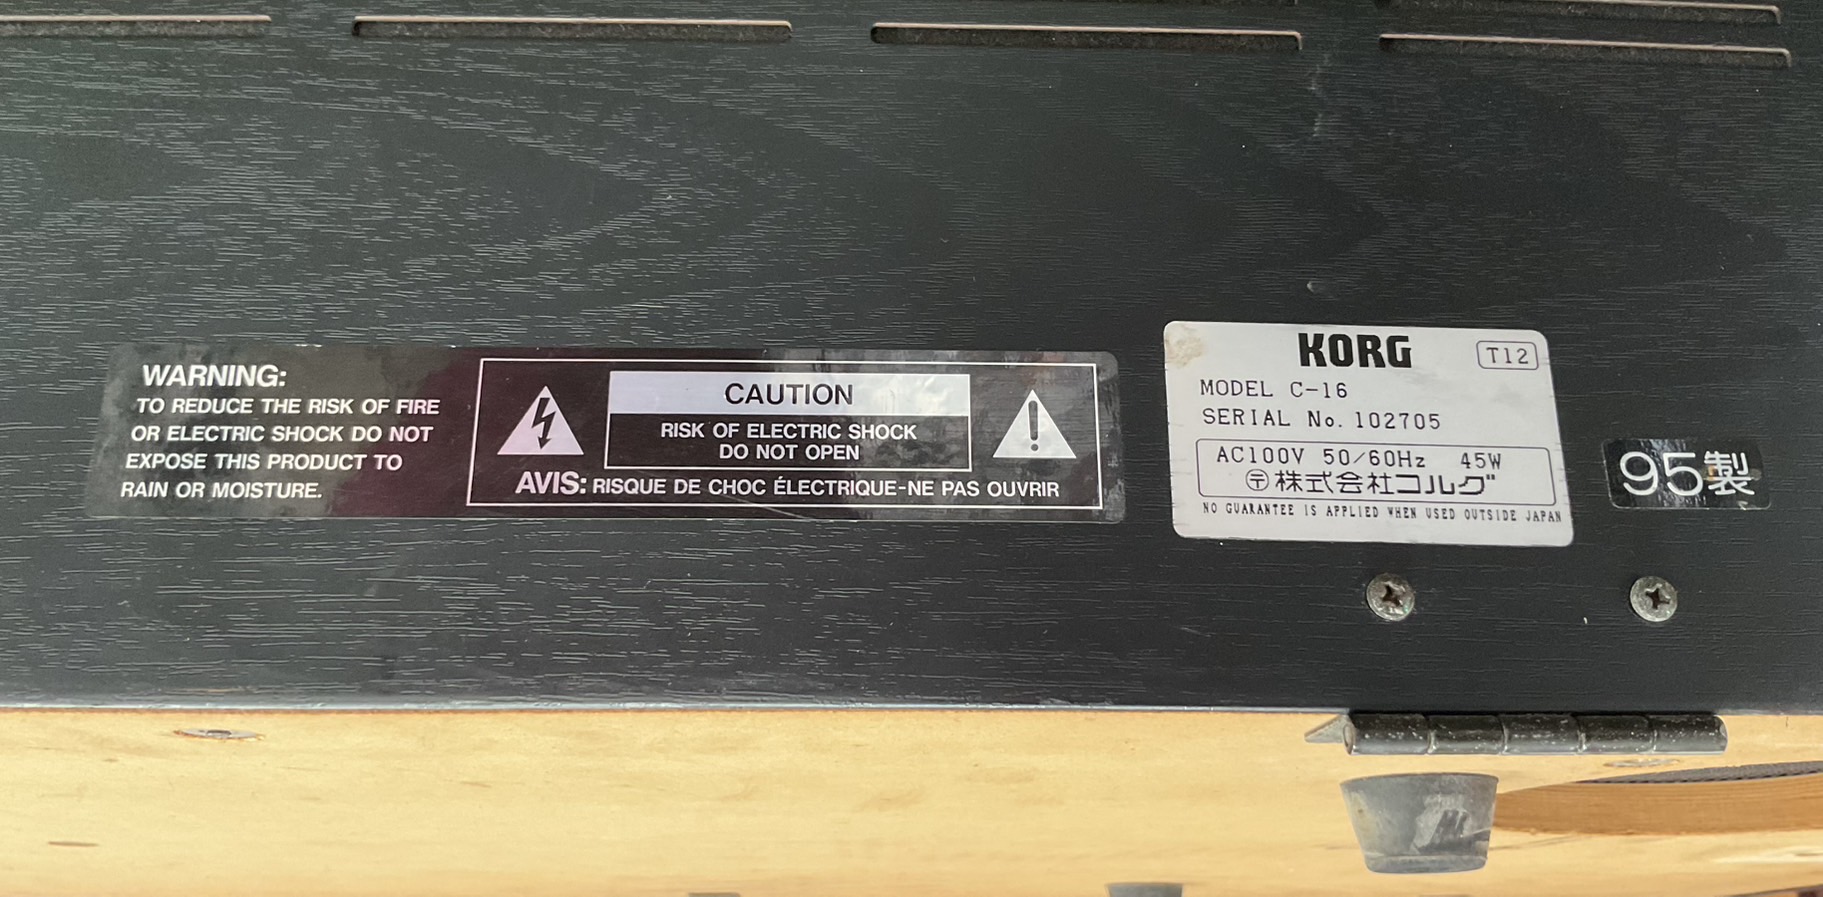 WARNING:
TO REDUCE THE RISK OF FIRE
OR ELECTRIC SHOCK DO NOT
EXPOSE THIS PRODUCT TO
RAIN OR MOISTURE.
CAUTION
RISK OF ELECTRIC SHOCK
DO NOT OPEN
AVIS: RISQUE DE CHOC ÉLECTRIQUE-NE PAS OUVRIR
KORG T12
MODEL C-16
SERIAL No. 102705
AC100V 50/60Hz 45W
〶株式会社コルグ
NO GUARANTEE IS APPLIED WHEN USED OUTSIDE JAPAN
95製